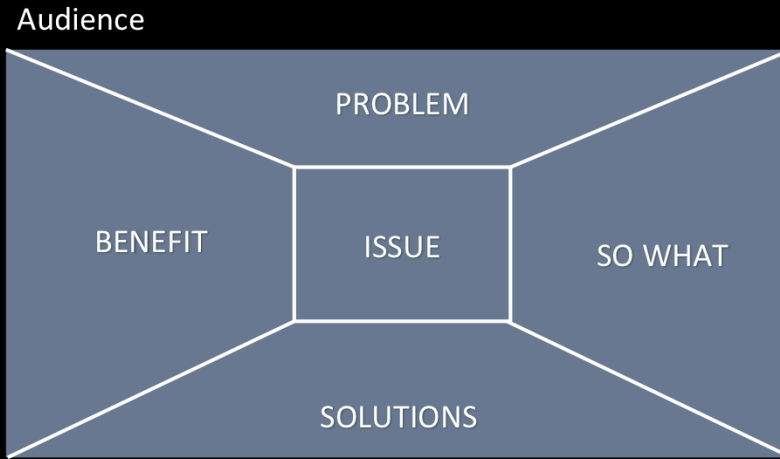 Audience
PROBLEM
BENEFIT
ISSUE
SO WHAT
SOLUTIONS